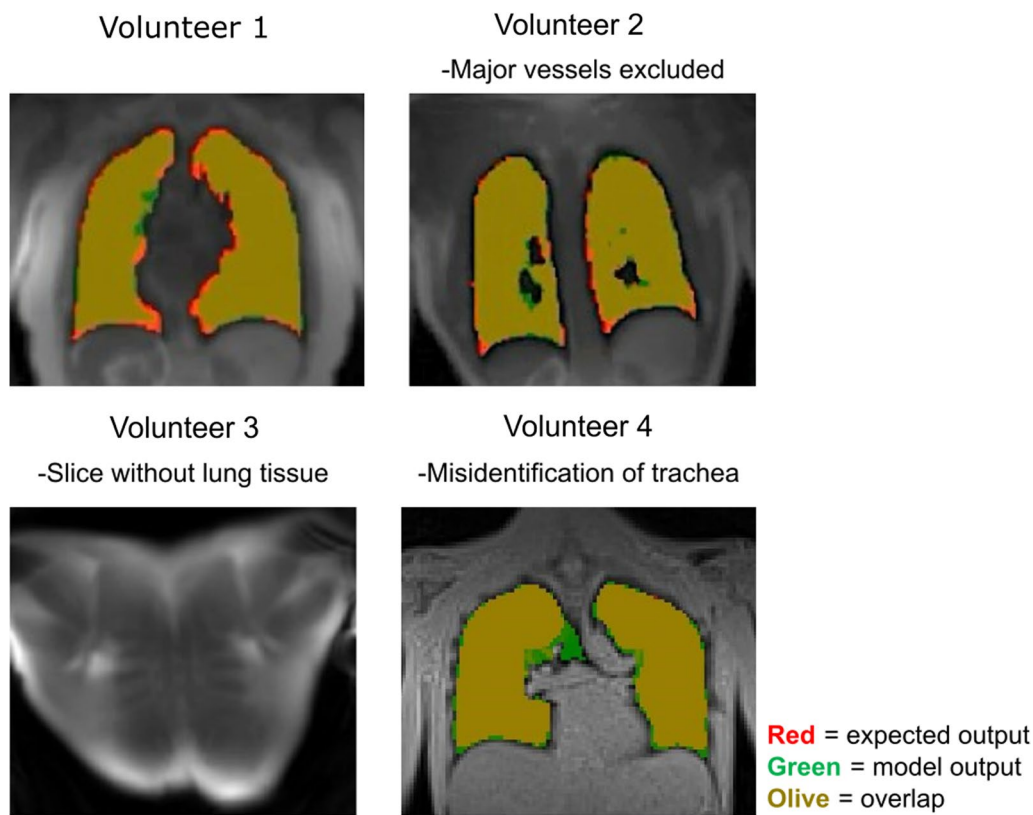 Volunteer 1
Volunteer 2
-Major vessels excluded
Volunteer 3
-Slice without lung tissue
Volunteer 4
-Misidentification of trachea
Red = expected output
Green = model output
Olive = overlap